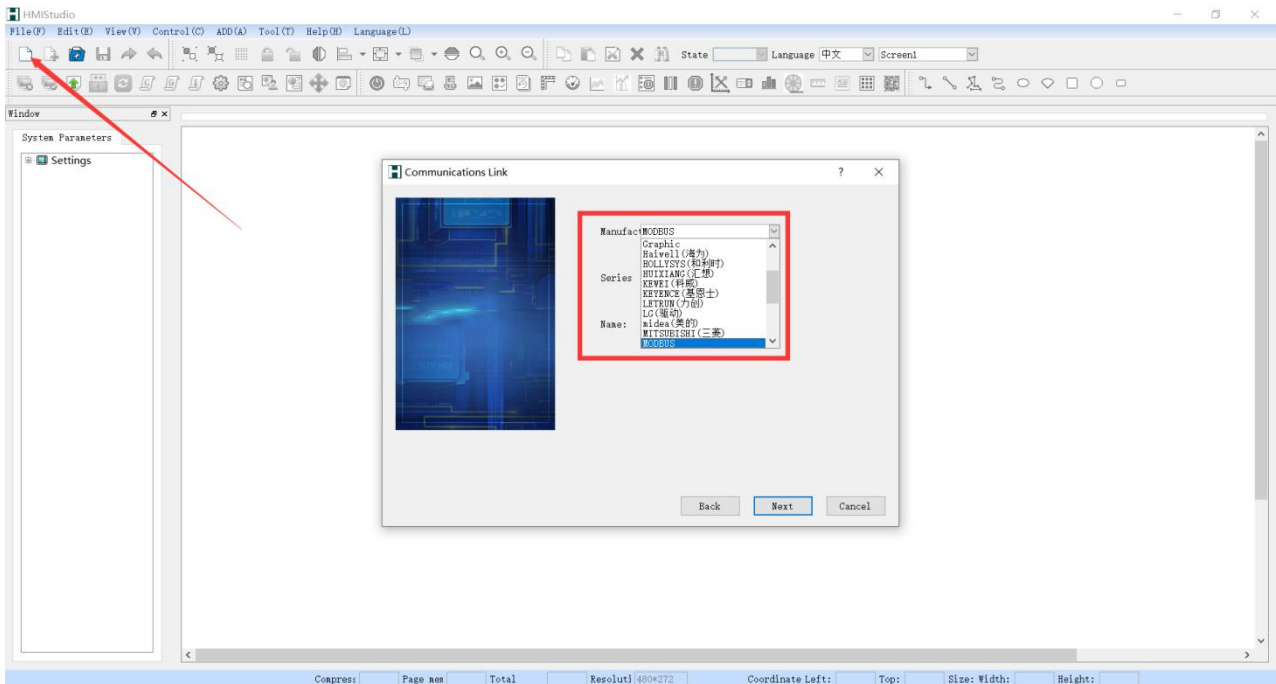 HMIStudio
File(F) Edit(E) View(V) Control(C) ADD(A) Tool(T) Help(H) Language(L)
State Language 中文 Screen1
Window
System Parameters
Settings
Communications Link ?
Manufact MODBUS
Graphic
Haiwell(海为)
HOLLYSYS(和利时)
HUIXIANG(汇想)
Series KEWEI(科威)
KEYENCE(基恩士)
LETRUN(力创)
LG(驱动)
Name: midea(美的)
MITSUBISHI(三菱)
MODBUS
Back Next Cancel
Compress Page mem Total Resoluti 480*272 Coordinate Left: Top: Size: Width: Height: